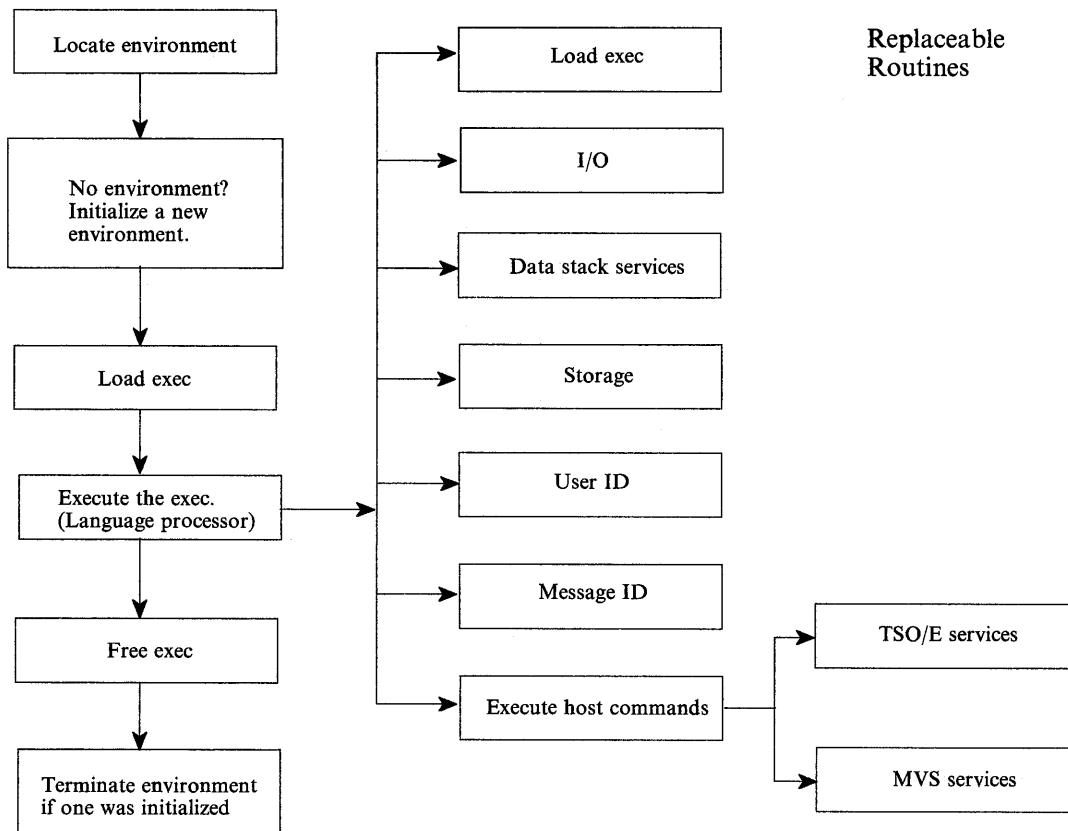 Locate environment
No environment?
Initialize a new
environment.
Load exec
Execute the exec.
(Language processor)
Free exec
Terminate environment
if one was initialized
Load exec
I/O
Data stack services
Storage
User ID
Message ID
Execute host commands
Replaceable
Routines
TSO/E services
MVS services